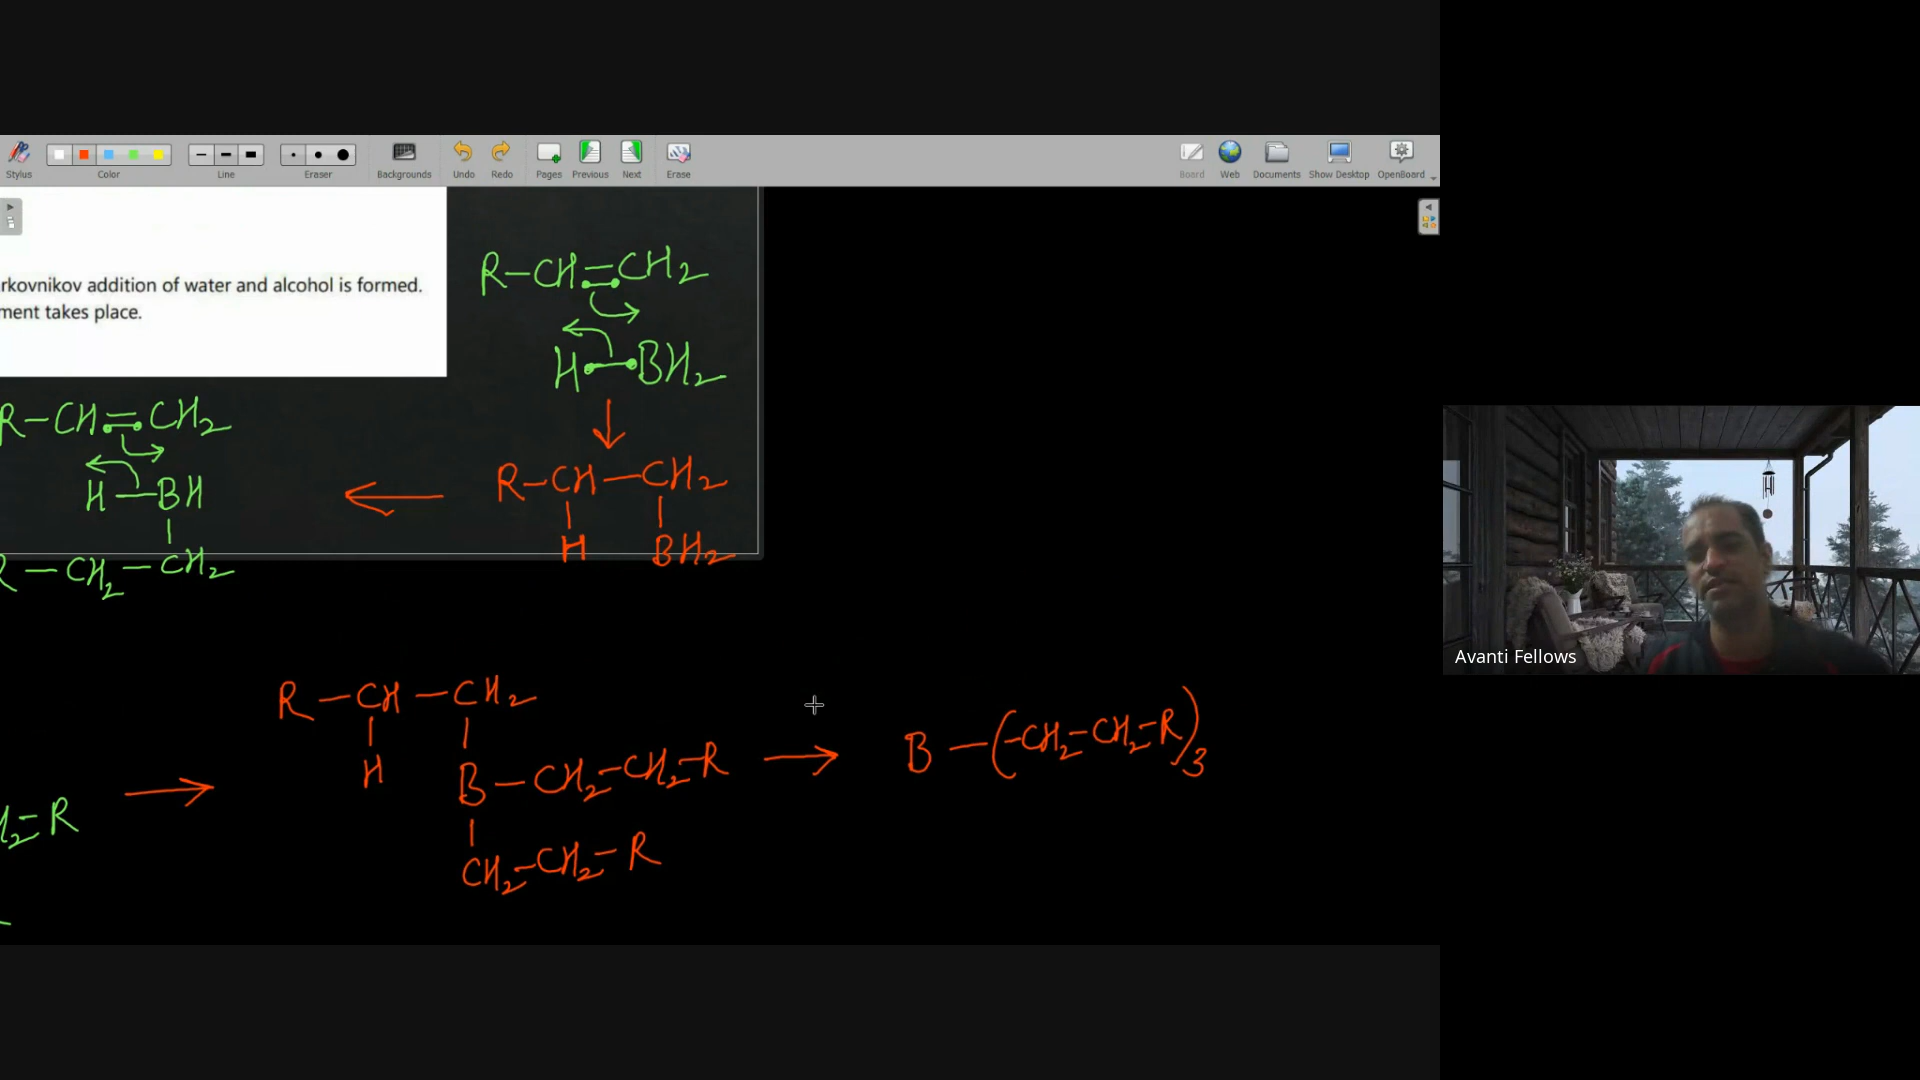 Stylus Color Line Eraser Backgrounds Undo Redo Pages Previous Next Erase Board Web Documents Show Desktop OpenBoard
rkovnikov addition of water and alcohol is formed.
ment takes place.
R-CH=CH2
H-BH2
R-CH-CH2
H BH2
R-CH=CH2
H-BH
R-CH2-CH2
R-CH-CH2
H
B-CH2-CH2-R
CH2-CH2-R
B-(-CH2-CH2-R)3
2-R
Avanti Fellows